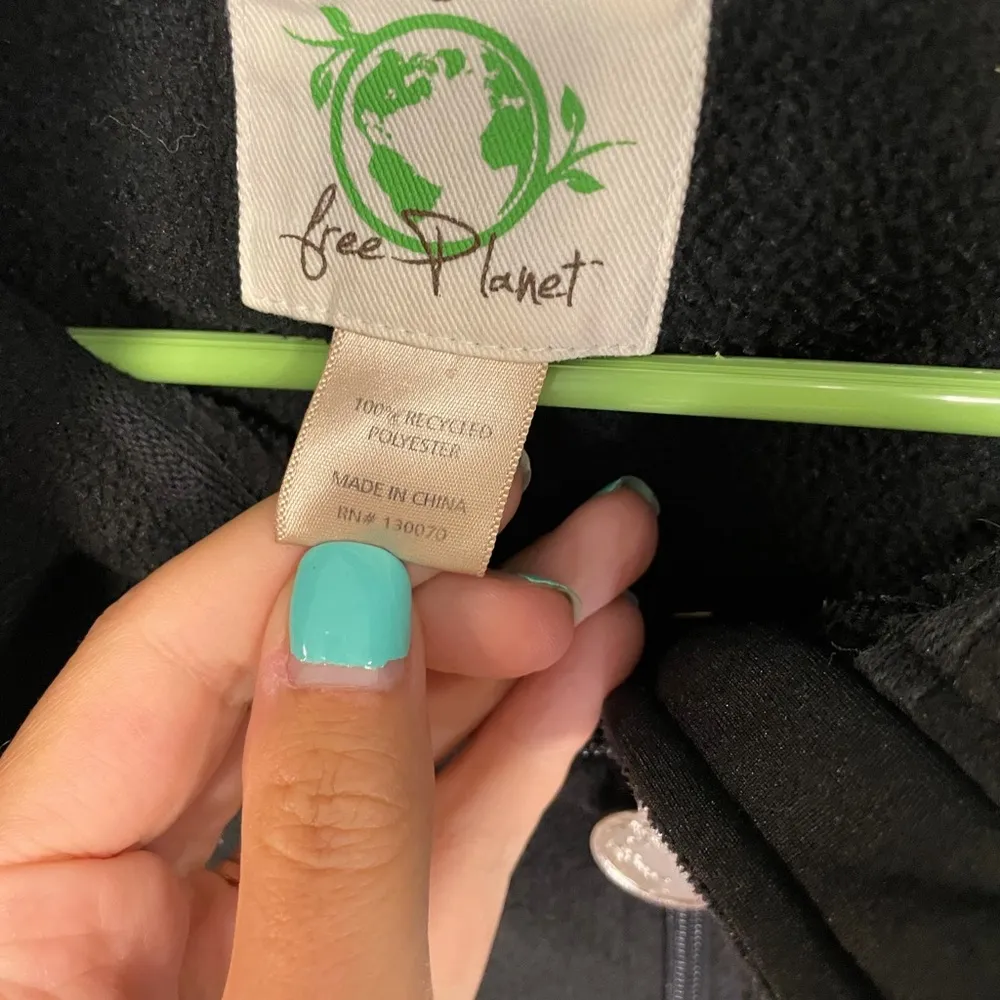 free Planet
100% RECYCLED
POLYESTER
MADE IN CHINA
RN# 130070